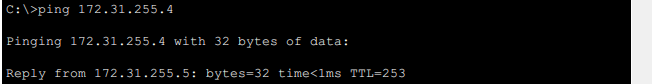 C:\>ping 172.31.255.4
Pinging 172.31.255.4 with 32 bytes of data:
Reply from 172.31.255.5: bytes=32 time<1ms TTL=253